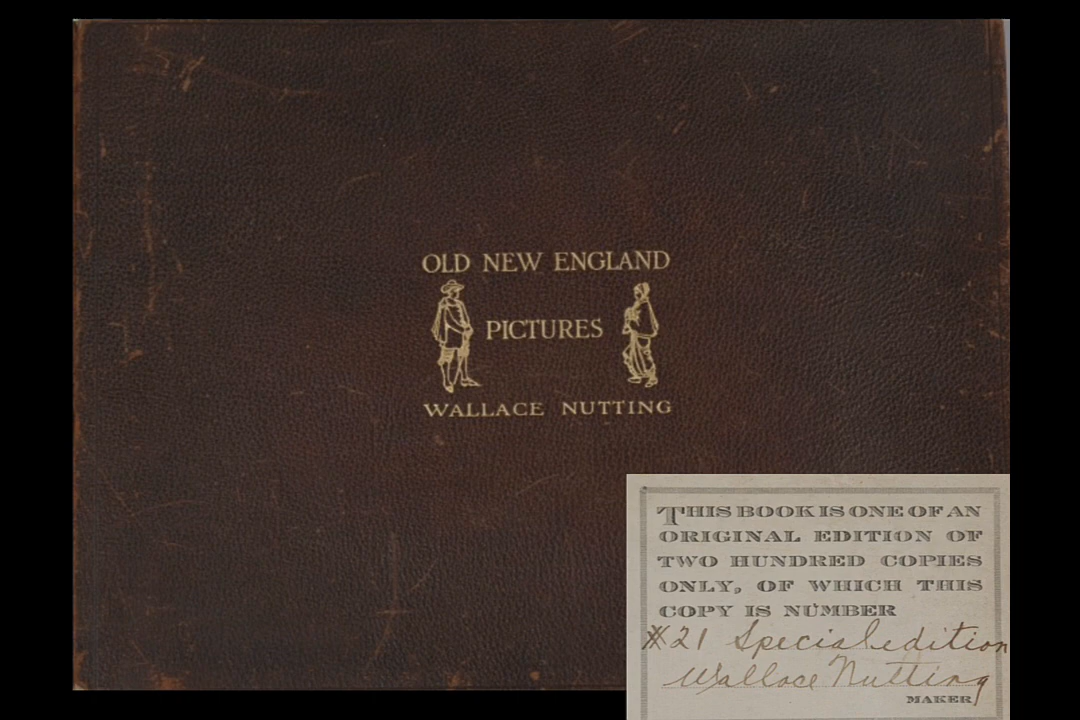 OLD NEW ENGLAND
PICTURES
WALLACE NUTTING
THIS BOOK IS ONE OF AN
ORIGINAL EDITION OF
TWO HUNDRED COPIES
ONLY, OF WHICH THIS
COPY IS NUMBER
#21 Special edition
Wallace Nutting
MAKER